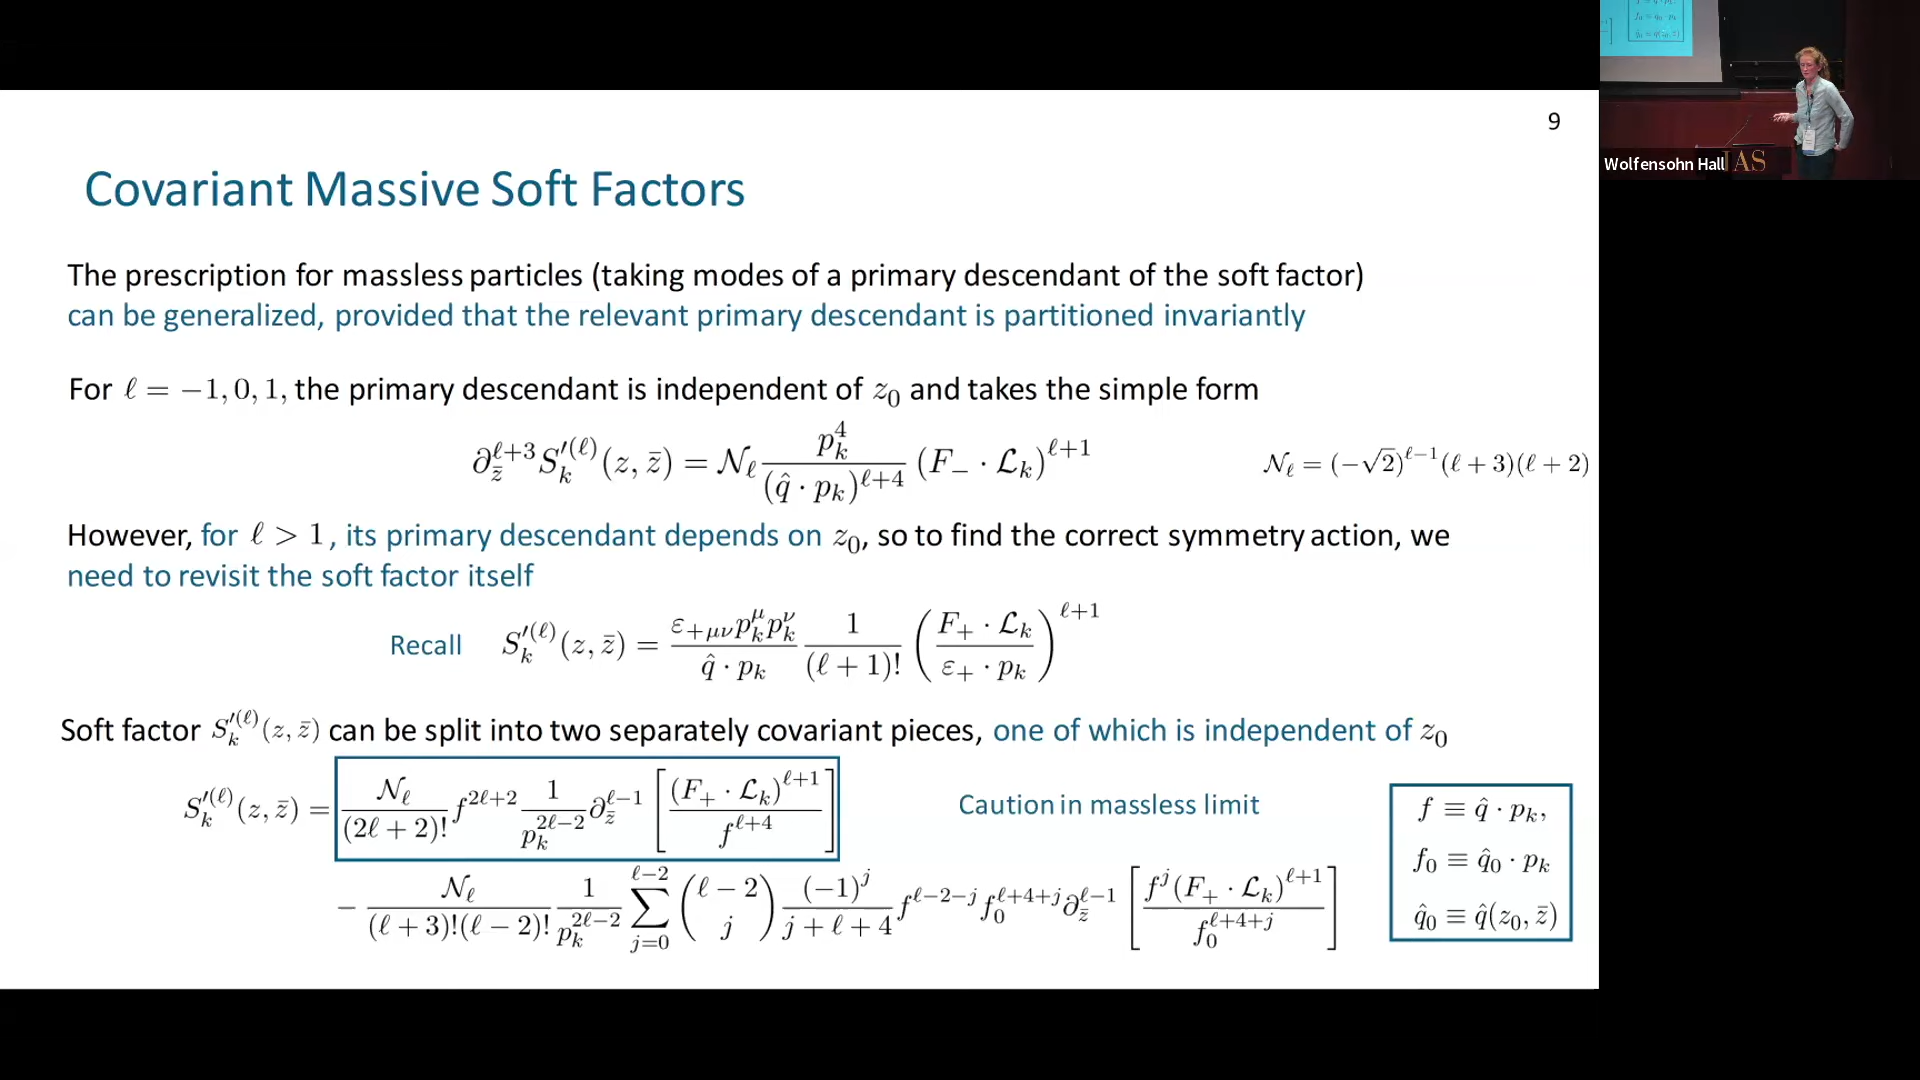 9
Covariant Massive Soft Factors
The prescription for massless particles (taking modes of a primary descendant of the soft factor)
can be generalized, provided that the relevant primary descendant is partitioned invariantly
For ℓ = −1, 0, 1, the primary descendant is independent of z₀ and takes the simple form
∂_{z̄}^{ℓ+3} S′_k^{(ℓ)}(z, z̄) = 𝒩_ℓ p_k^4 / (q̂ · p_k)^{ℓ+4} (F_− · ℒ_k)^{ℓ+1}    𝒩_ℓ = (−√2)^{ℓ−1}(ℓ + 3)(ℓ + 2)
However, for ℓ > 1, its primary descendant depends on z₀, so to find the correct symmetry action, we
need to revisit the soft factor itself
Recall S′_k^{(ℓ)}(z, z̄) = ε_{+μν}p_k^μ p_k^ν / (q̂ · p_k) 1/(ℓ + 1)! (F_+ · ℒ_k / ε_+ · p_k)^{ℓ+1}
Soft factor S′_k^{(ℓ)}(z, z̄) can be split into two separately covariant pieces, one of which is independent of z₀
S′_k^{(ℓ)}(z, z̄) = 𝒩_ℓ/(2ℓ + 2)! f^{2ℓ+2} 1/p_k^{2ℓ−2} ∂_{z̄}^{ℓ−1} [(F_+ · ℒ_k)^{ℓ+1} / f^{ℓ+4}]
Caution in massless limit
− 𝒩_ℓ/((ℓ + 3)!(ℓ − 2)!) 1/p_k^{2ℓ−2} ∑_{j=0}^{ℓ−2} (ℓ − 2 j) (−1)^j/(j + ℓ + 4) f^{ℓ−2−j} f_0^{ℓ+4+j} ∂_{z̄}^{ℓ−1} [f^j(F_+ · ℒ_k)^{ℓ+1} / f_0^{ℓ+4+j}]
f ≡ q̂ · p_k,
f₀ ≡ q̂₀ · p_k
q̂₀ ≡ q̂(z₀, z̄)
Wolfensohn Hall
IAS